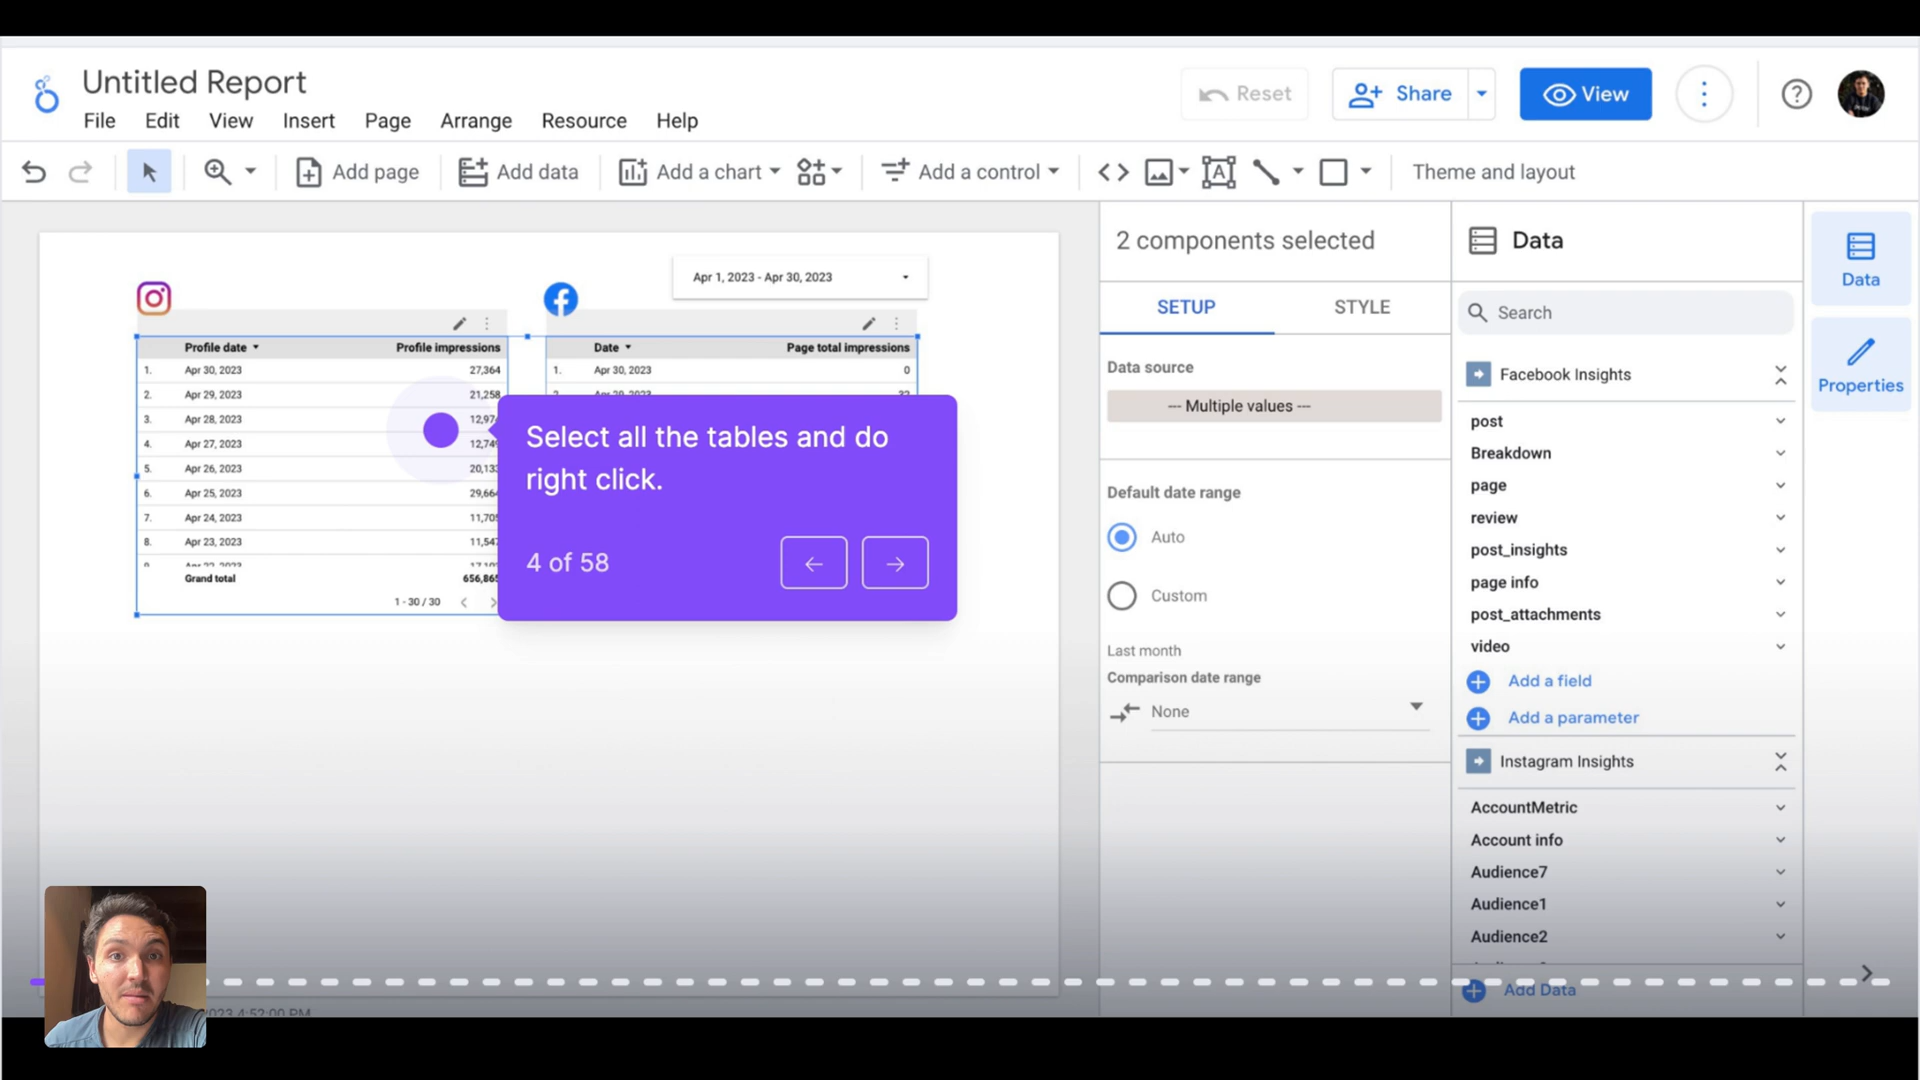 Untitled Report
File Edit View Insert Page Arrange Resource Help
Reset
Share
View
Add page
Add data
Add a chart
Add a control
Theme and layout
Apr 1, 2023 - Apr 30, 2023
Profile date Profile impressions
1. Apr 30, 2023 27,364
2. Apr 29, 2023 21,258
3. Apr 28, 2023
4. Apr 27, 2023
5. Apr 26, 2023
6. Apr 25, 2023
7. Apr 24, 2023
8. Apr 23, 2023
Grand total
1 - 30 / 30
Date Page total impressions
1. Apr 30, 2023 0
Select all the tables and do
right click.
4 of 58
2 components selected
SETUP STYLE
Data source
--- Multiple values ---
Default date range
Auto
Custom
Last month
Comparison date range
None
Data
Search
Facebook Insights
post
Breakdown
page
review
post_insights
page info
post_attachments
video
Add a field
Add a parameter
Instagram Insights
AccountMetric
Account info
Audience7
Audience1
Audience2
Add Data
Data
Properties
4:52:00 PM